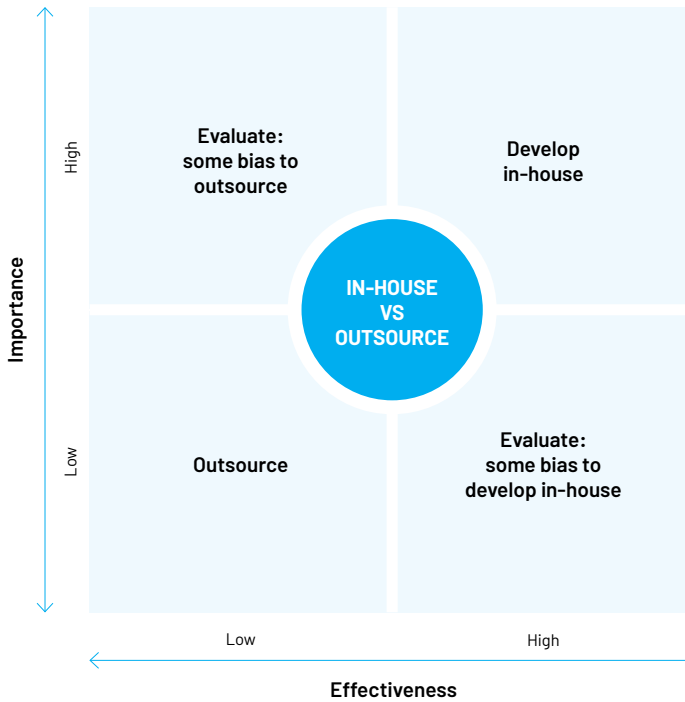 High
Evaluate:
some bias to
outsource
Develop
in-house
Importance
IN-HOUSE
VS
OUTSOURCE
Low
Outsource
Evaluate:
some bias to
develop in-house
Low
High
Effectiveness